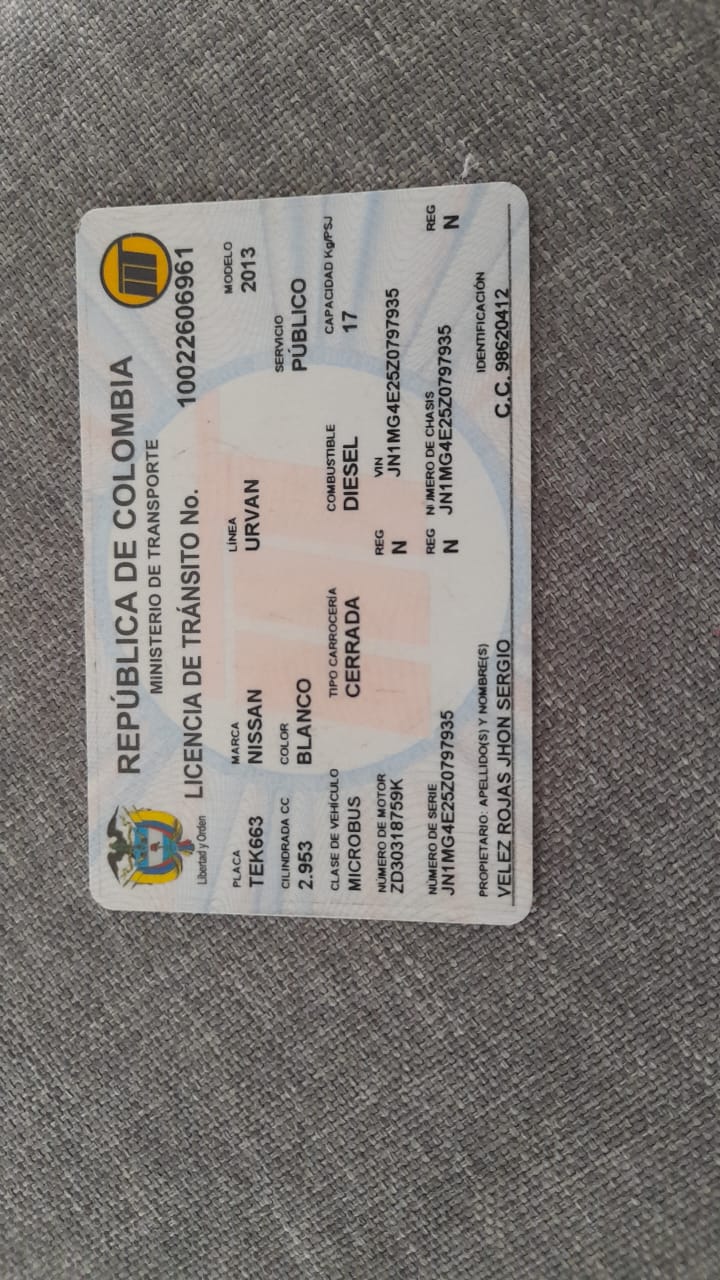 REPÚBLICA DE COLOMBIA
MINISTERIO DE TRANSPORTE
Libertad y Orden
LICENCIA DE TRÁNSITO No. 10022606961
PLACA MARCA LÍNEA MODELO
TEK663 NISSAN URVAN 2013
CILINDRADA CC COLOR SERVICIO
2.953 BLANCO PÚBLICO
CLASE DE VEHÍCULO TIPO CARROCERÍA COMBUSTIBLE CAPACIDAD Kg/PSJ
MICROBUS CERRADA DIESEL 17
NÚMERO DE MOTOR REG VIN
ZD30318759K N JN1MG4E25Z0797935
NÚMERO DE SERIE REG NÚMERO DE CHASIS REG
JN1MG4E25Z0797935 N JN1MG4E25Z0797935 N
PROPIETARIO: APELLIDO(S) Y NOMBRE(S) IDENTIFICACIÓN
VELEZ ROJAS JHON SERGIO C.C. 98620412